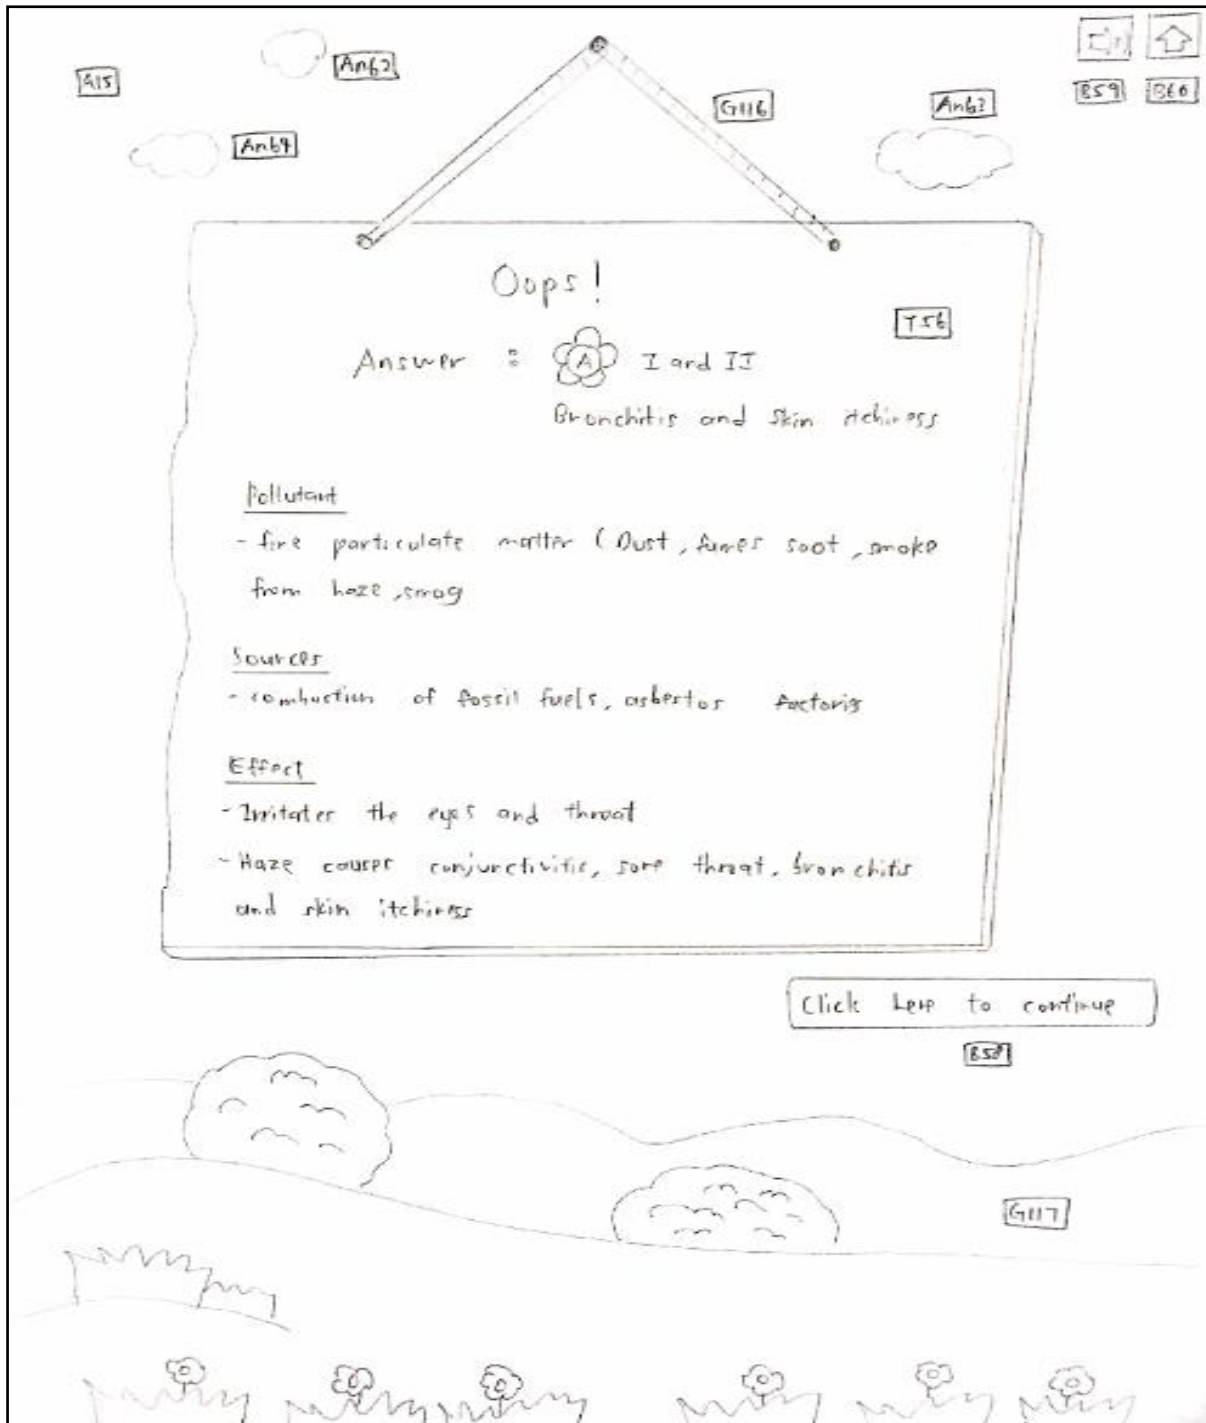 An62
A15
G116
An63
B59
B60
An64
Oops!
T56
Answer : A I and II
Bronchitis and skin itchiness
Pollutant
- fine particulate matter (Dust, fumes soot, smoke
from haze, smog
Sources
- combustion of fossil fuels, asbestos factoris
Effect
- Irritates the eyes and throat
- Haze causes conjunctivitis, sore throat, bronchitis
and skin itchiness
Click here to continue
B58
G117